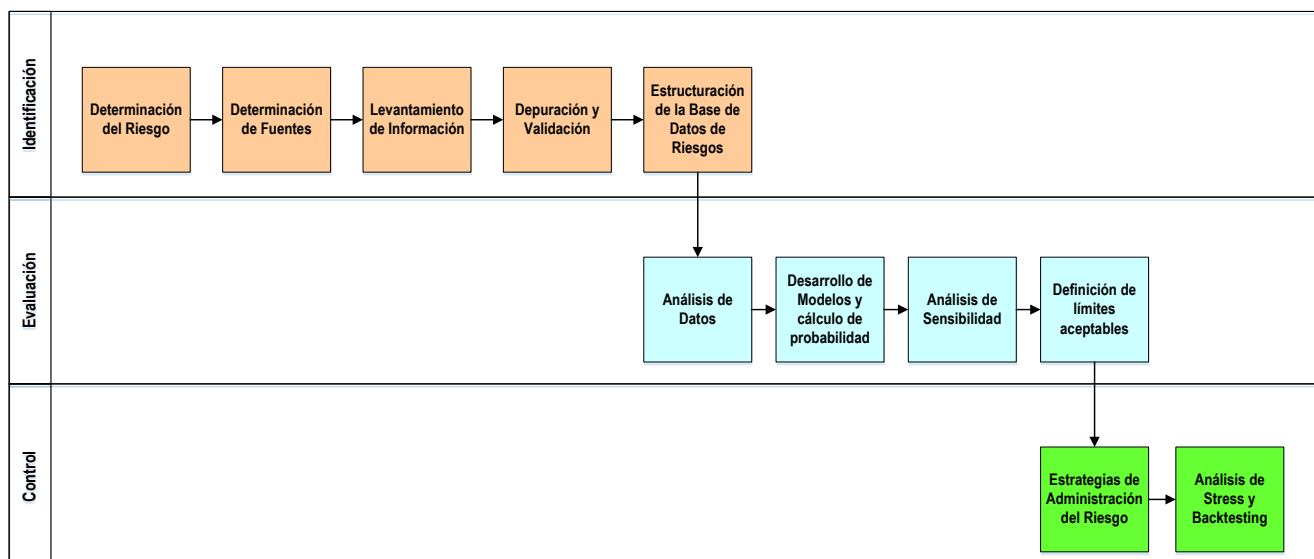 Identificación
Determinación
del Riesgo
Determinación
de Fuentes
Levantamiento
de Información
Depuración y
Validación
Estructuración
de la Base de
Datos de
Riesgos
Evaluación
Análisis de
Datos
Desarrollo de
Modelos y
cálculo de
probabilidad
Análisis de
Sensibilidad
Definición de
límites
aceptables
Control
Estrategias de
Administración
del Riesgo
Análisis de
Stress y
Backtesting